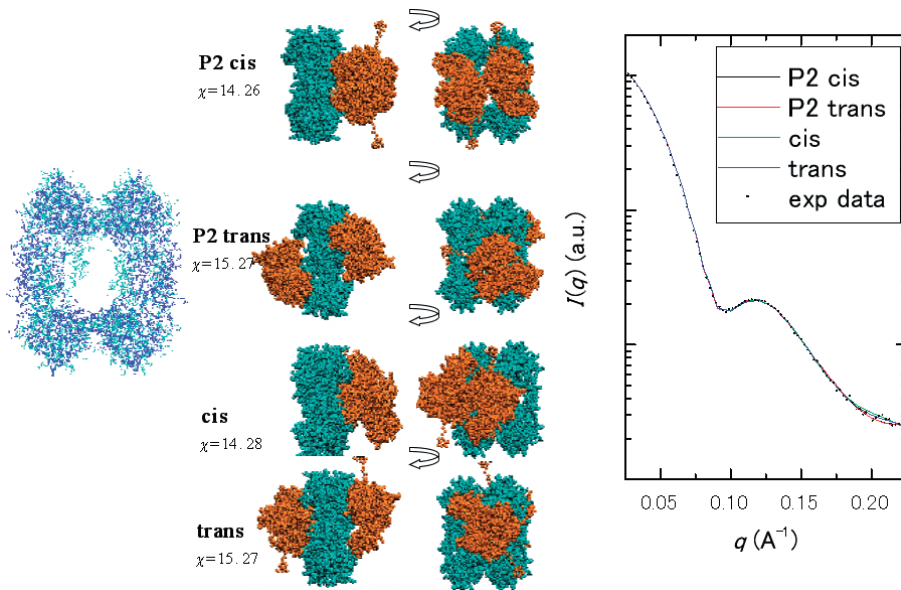 P2 cis
χ=14.26
P2 trans
χ=15.27
cis
χ=14.28
trans
χ=15.27
I(q) (a.u.)
P2 cis
P2 trans
cis
trans
exp data
0.05 0.10 0.15 0.20
q (A⁻¹)